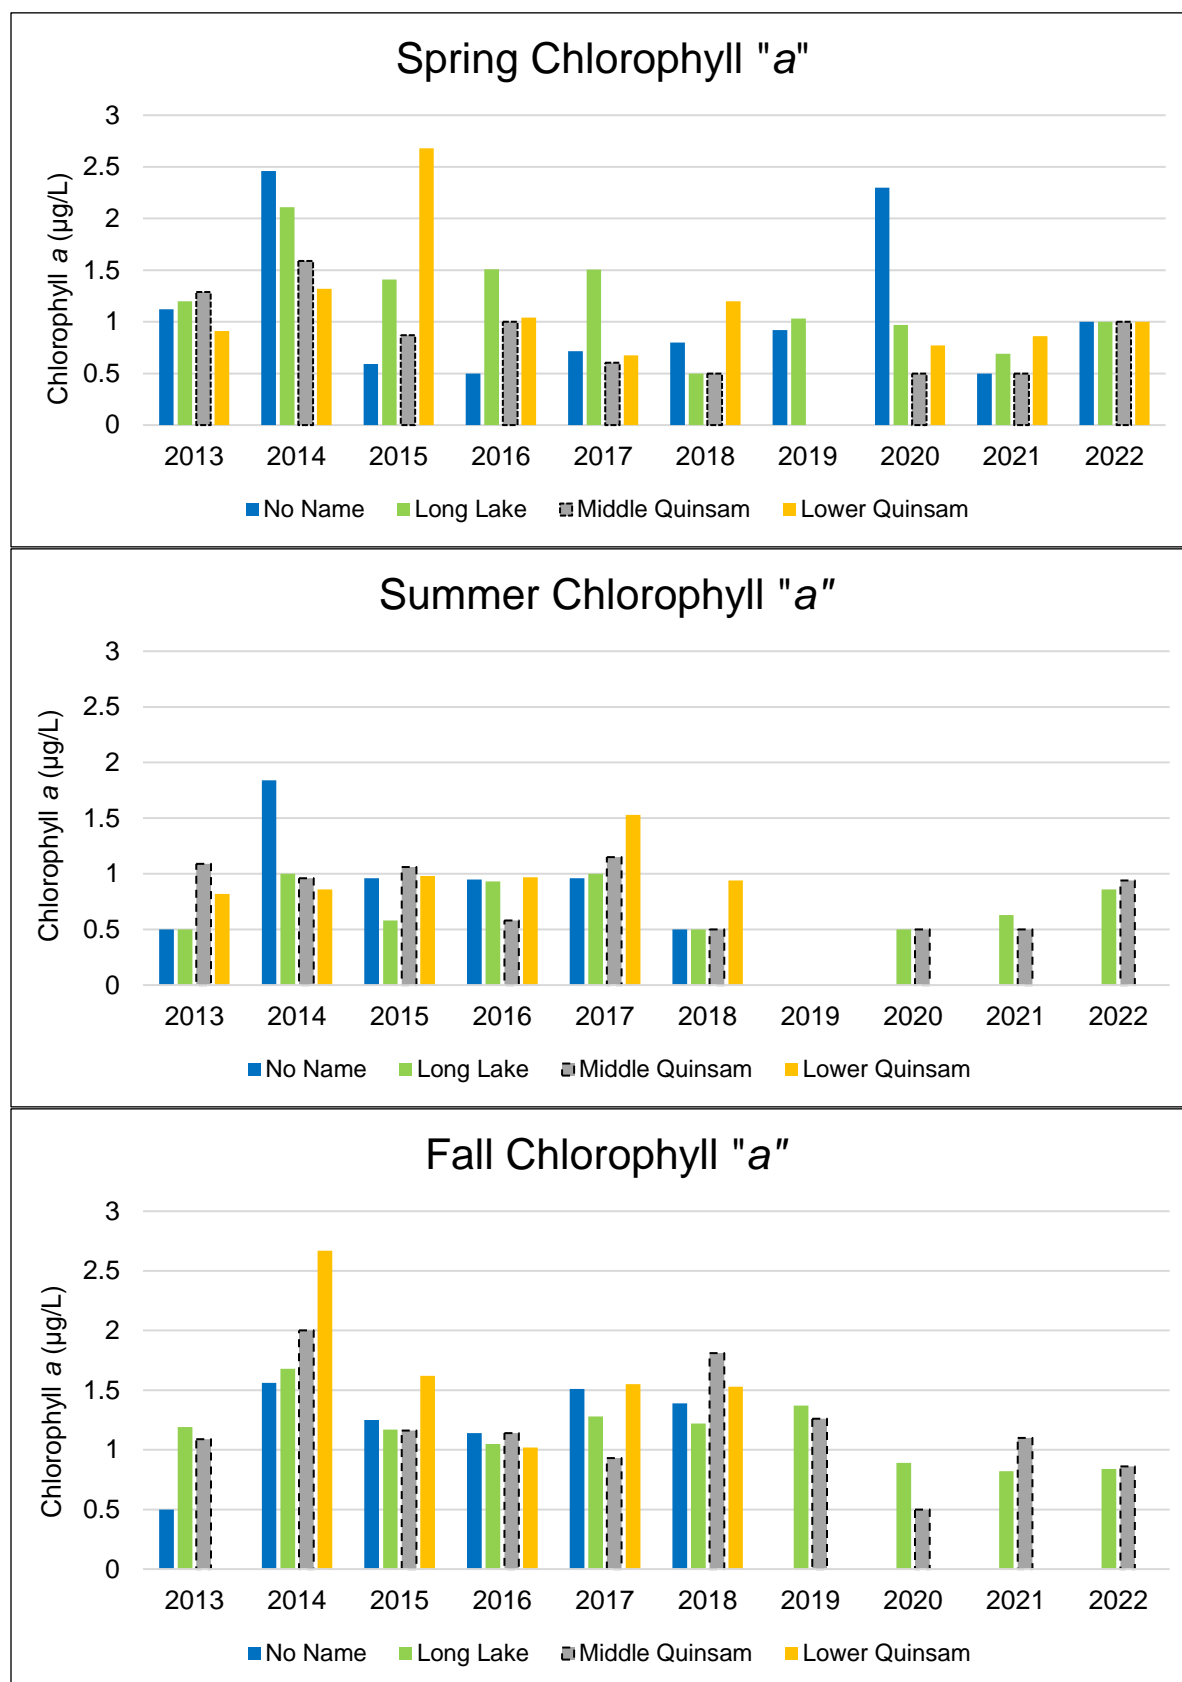 Spring Chlorophyll "a"
3
2.5
2
1.5
1
0.5
0
Chlorophyll a (µg/L)
2013 2014 2015 2016 2017 2018 2019 2020 2021 2022
No Name Long Lake Middle Quinsam Lower Quinsam
Summer Chlorophyll "a"
3
2.5
2
1.5
1
0.5
0
Chlorophyll a (µg/L)
2013 2014 2015 2016 2017 2018 2019 2020 2021 2022
No Name Long Lake Middle Quinsam Lower Quinsam
Fall Chlorophyll "a"
3
2.5
2
1.5
1
0.5
0
Chlorophyll a (µg/L)
2013 2014 2015 2016 2017 2018 2019 2020 2021 2022
No Name Long Lake Middle Quinsam Lower Quinsam